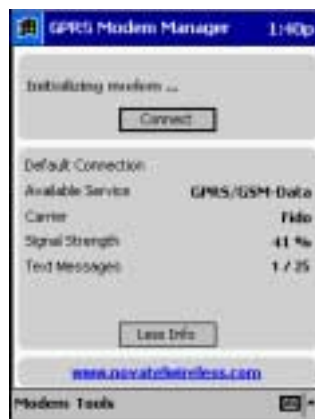 GPRS Modem Manager 1:40p
Initializing modem ...
Connect
Default Connection
Available Service GPRS/GSM-Data
Carrier Fido
Signal Strength 41 %
Text Messages 1 / 25
Less Info
www.novatelwireless.com
Modem Tools